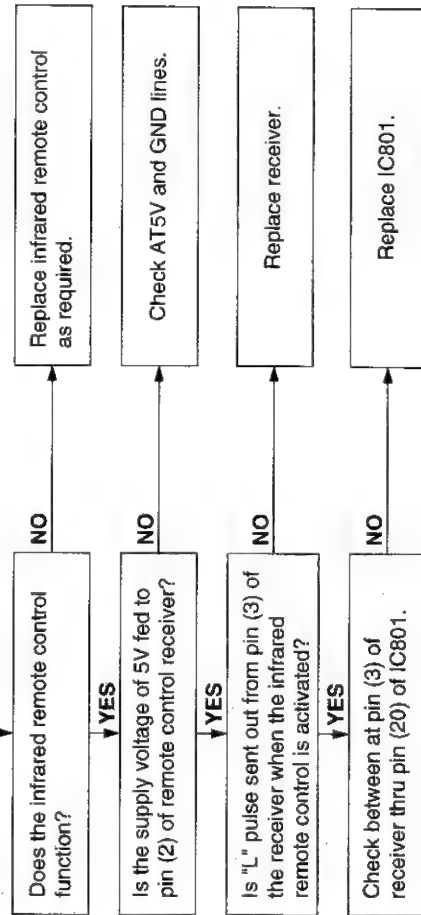 Does the infrared remote control
function?
NO
Replace infrared remote control
as required.
YES
Is the supply voltage of 5V fed to
pin (2) of remote control receiver?
NO
Check AT5V and GND lines.
YES
Is "L" pulse sent out from pin (3) of
the receiver when the infrared
remote control is activated?
NO
Replace receiver.
YES
Check between at pin (3) of
receiver thru pin (20) of IC801.
NO
Replace IC801.